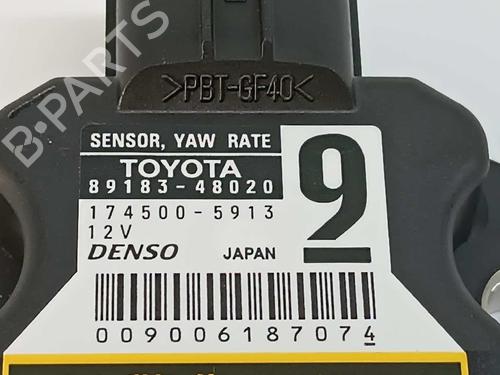 B-PARTS
>PBT-GF40<
SENSOR, YAW RATE
TOYOTA
89183-48020
9
174500-5913
12V
DENSO JAPAN
009006187074